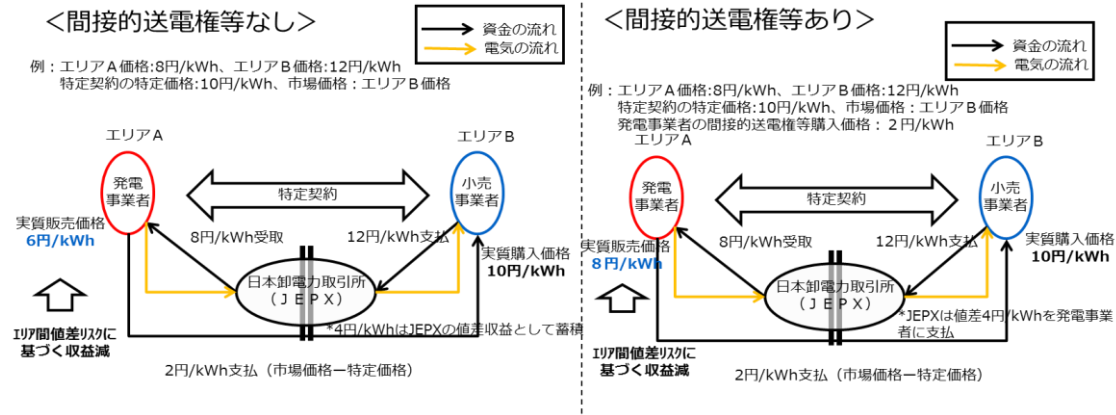 ＜間接的送電権等なし＞
資金の流れ
電気の流れ
例：エリアＡ価格:8円/kWh、エリアＢ価格:12円/kWh
特定契約の特定価格:10円/kWh、市場価格：エリアＢ価格
エリアＡ
エリアＢ
発電
事業者
特定契約
小売
事業者
実質販売価格
6円/kWh
8円/kWh受取
12円/kWh支払
実質購入価格
10円/kWh
日本卸電力取引所
（ＪＥＰＸ）
*4円/kWhはJEPXの値差収益として蓄積
ｴﾘｱ間値差ﾘｽｸに
基づく収益減
2円/kWh支払（市場価格ー特定価格）
＜間接的送電権等あり＞
資金の流れ
電気の流れ
例：エリアＡ価格:8円/kWh、エリアＢ価格:12円/kWh
特定契約の特定価格:10円/kWh、市場価格：エリアＢ価格
発電事業者の間接的送電権等購入価格：２円/kWh
エリアＡ
エリアＢ
発電
事業者
特定契約
小売
事業者
実質販売価格
８円/kWh
8円/kWh受取
12円/kWh支払
実質購入価格
10円/kWh
日本卸電力取引所
（ＪＥＰＸ）
*JEPXは値差4円/kWhを発電事業
者に支払
ｴﾘｱ間値差ﾘｽｸに
基づく収益減
2円/kWh支払（市場価格ー特定価格）